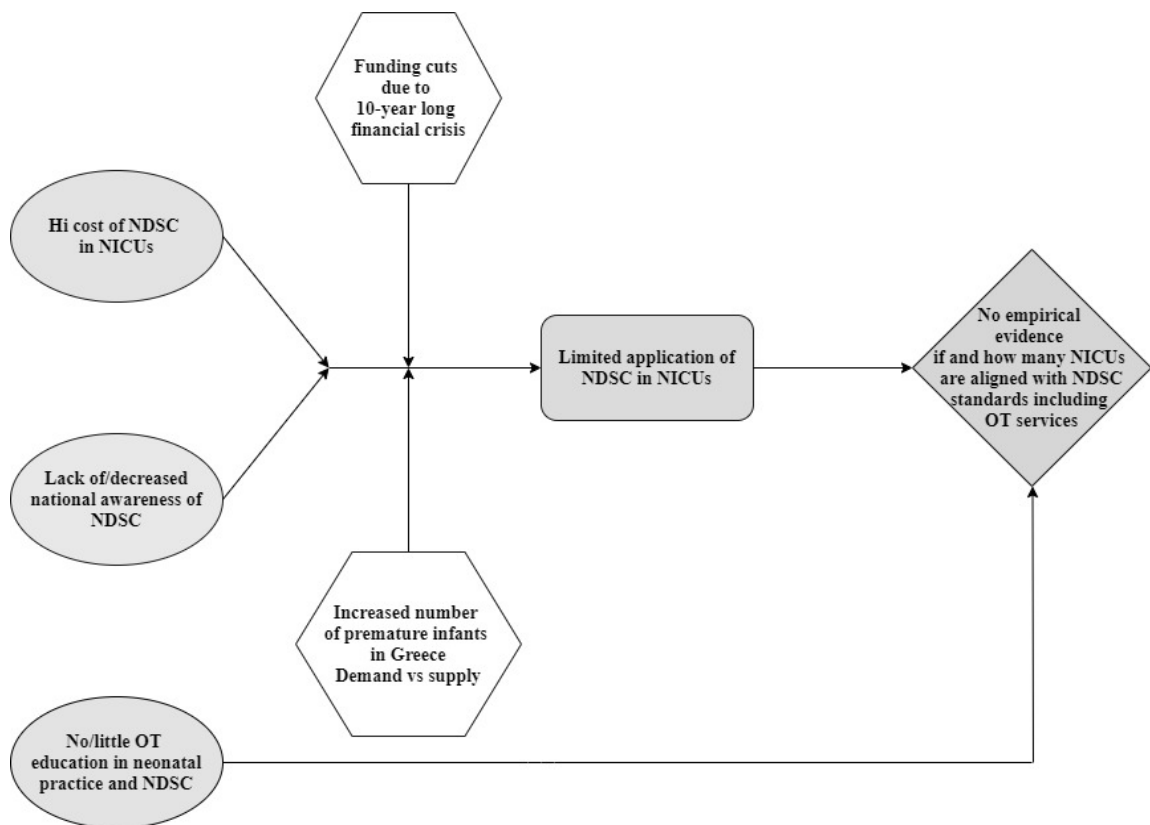 Funding cuts
due to
10-year long
financial crisis
Hi cost of NDSC
in NICUs
Limited application of
NDSC in NICUs
No empirical
evidence
if and how many NICUs
are aligned with NDSC
standards including
OT services
Lack of/decreased
national awareness of
NDSC
Increased number
of premature infants
in Greece
Demand vs supply
No/little OT
education in neonatal
practice and NDSC